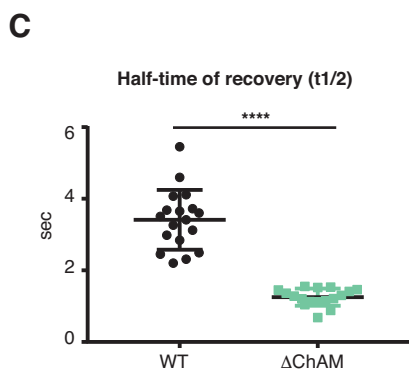 C
Half-time of recovery (t1/2)
****
6
4
2
0
sec
WT
ΔChAM